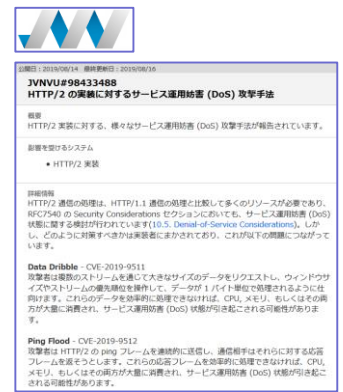 公開日：2019/08/14 最終更新日：2019/08/16
JVNVU#98433488
HTTP/2 の実装に対するサービス運用妨害 (DoS) 攻撃手法
概要
HTTP/2 実装に対する、様々なサービス運用妨害 (DoS) 攻撃手法が報告されています。
影響を受けるシステム
• HTTP/2 実装
詳細情報
HTTP/2 通信の処理は、HTTP/1.1 通信の処理と比較して多くのリソースが必要であり、
RFC7540 の Security Considerations セクションにおいても、サービス運用妨害 (DoS)
状態に関する検討が行われています(10.5. Denial-of-Service Considerations)。しか
し、どのように対策すべきかは実装者にまかされており、これが以下の問題につながって
います。
Data Dribble - CVE-2019-9511
攻撃者は複数のストリームを通じて大きなサイズのデータをリクエストし、ウィンドウサ
イズやストリームの優先順位を操作して、データが 1 バイト単位で処理されるように仕
向けます。これらのデータを効率的に処理できなければ、CPU、メモリ、もしくはその両
方が大量に消費され、サービス運用妨害 (DoS) 状態が引き起こされる可能性がありま
す。
Ping Flood - CVE-2019-9512
攻撃者は HTTP/2 の ping フレームを連続的に送信し、通信相手はそれらに対する応答
フレームを返そうとします。これらの応答フレームを効率的に処理できなければ、CPU、
メモリ、もしくはその両方が大量に消費され、サービス運用妨害 (DoS) 状態が引き起こ
される可能性があります。